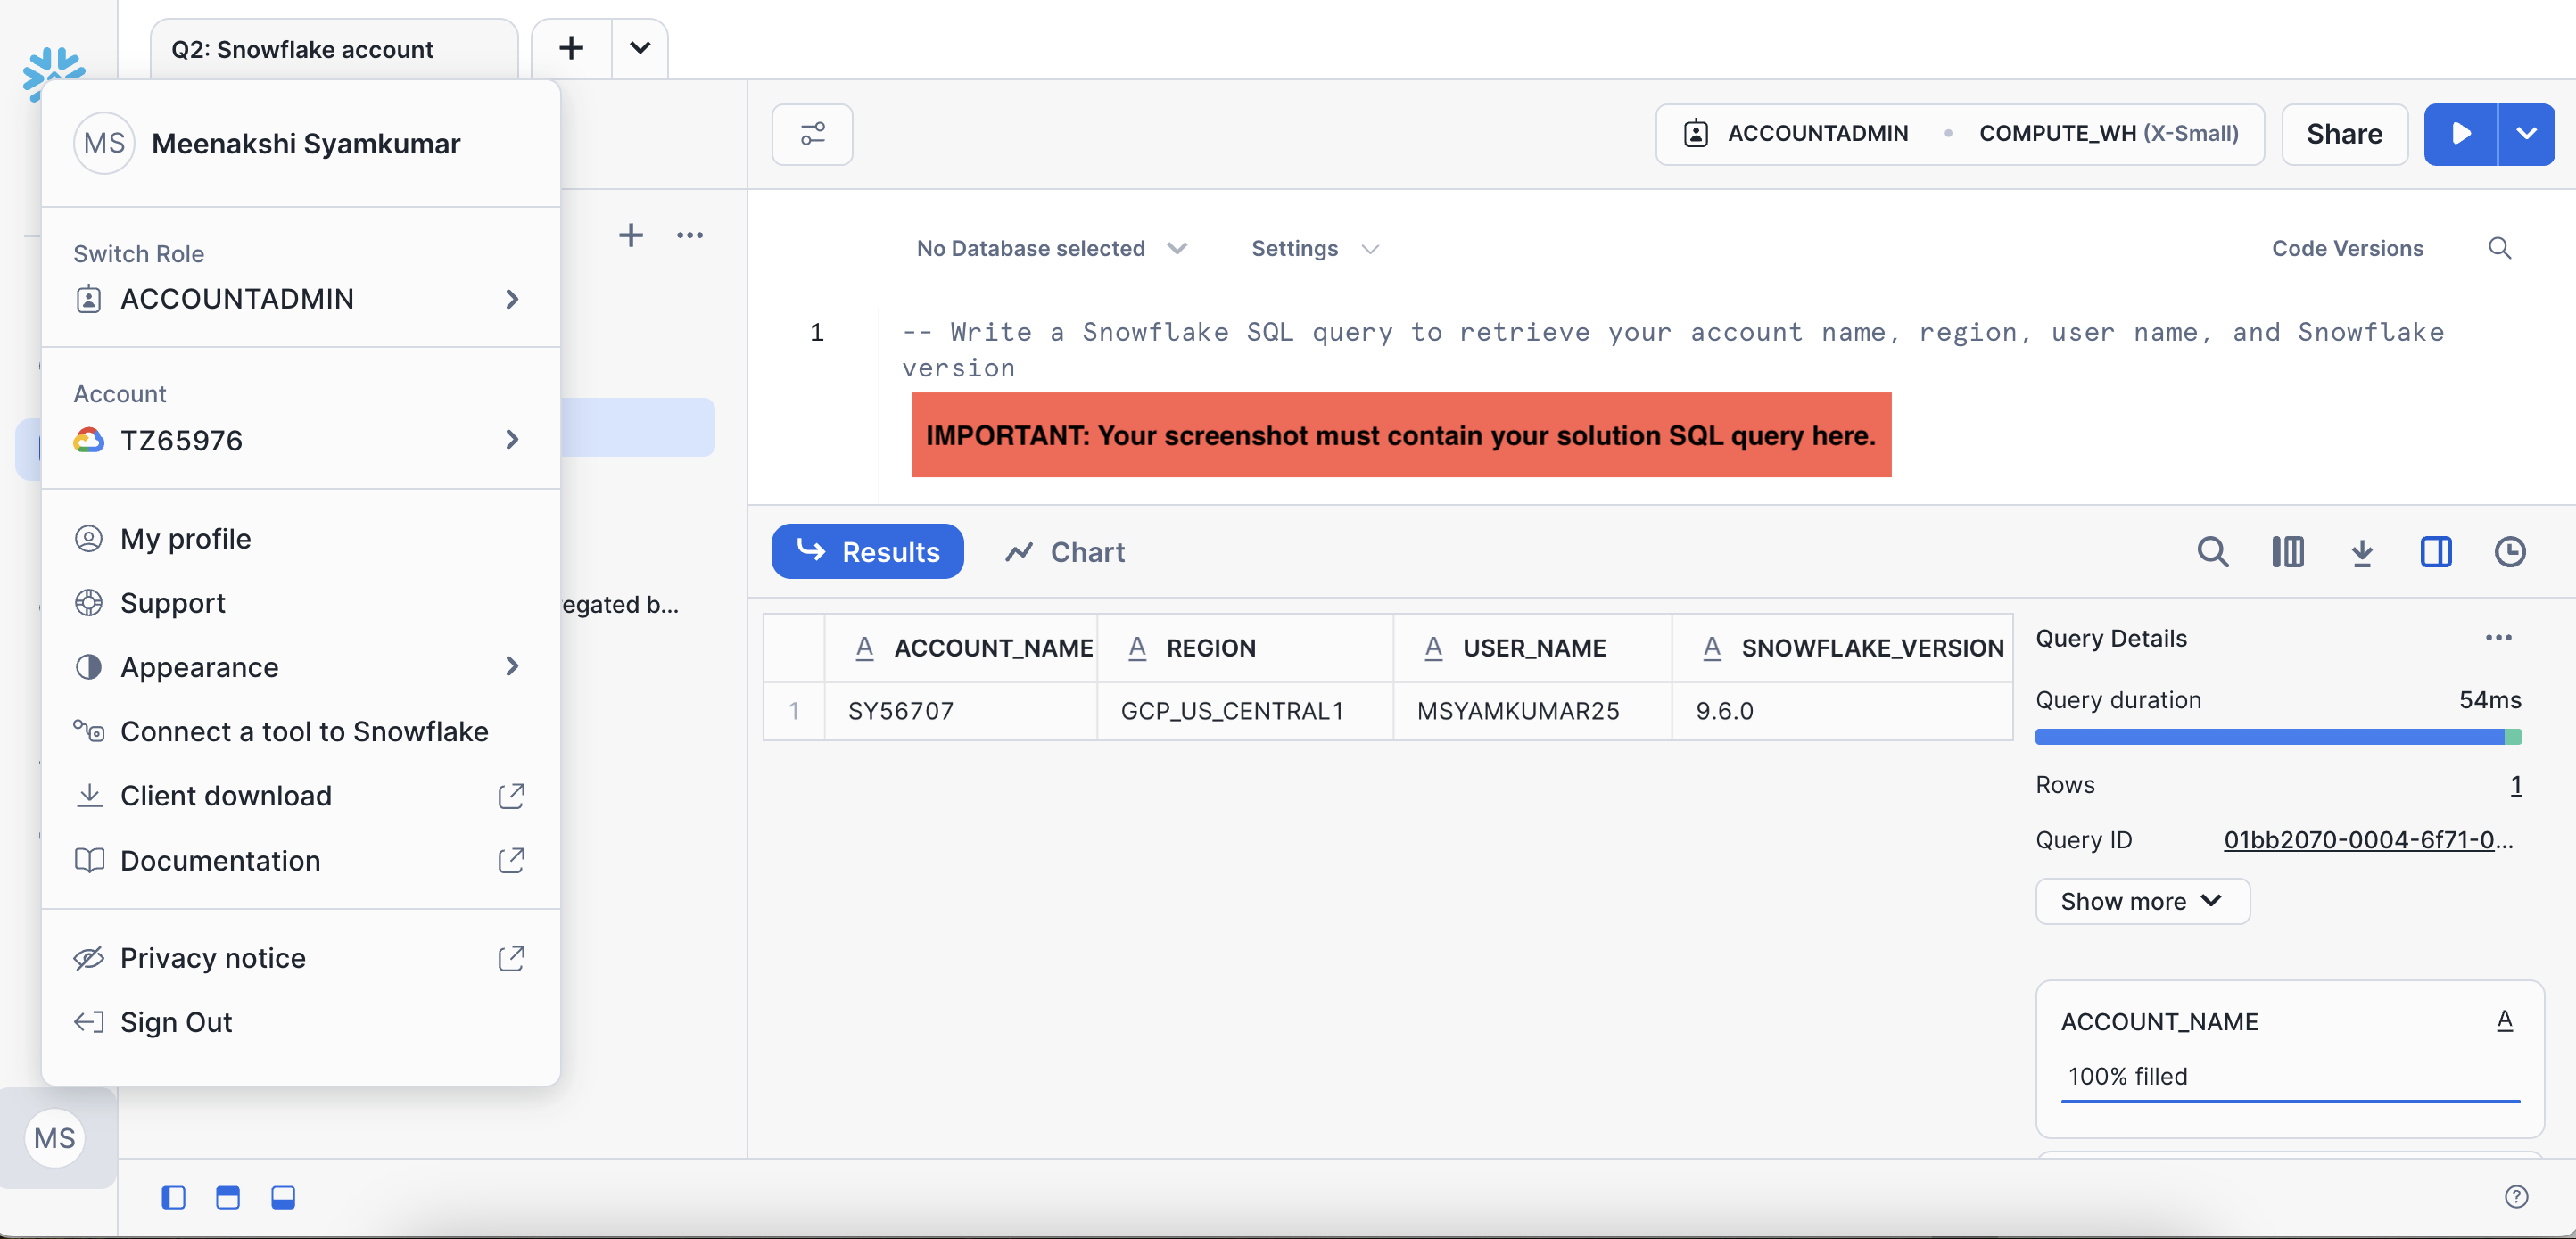 Q2: Snowflake account
MS Meenakshi Syamkumar
Switch Role
ACCOUNTADMIN
Account
TZ65976
My profile
Support
Appearance
Connect a tool to Snowflake
Client download
Documentation
Privacy notice
Sign Out
MS
egated b...
ACCOUNTADMIN • COMPUTE_WH (X-Small)
Share
No Database selected
Settings
Code Versions
1 -- Write a Snowflake SQL query to retrieve your account name, region, user name, and Snowflake
version
IMPORTANT: Your screenshot must contain your solution SQL query here.
Results
Chart
A ACCOUNT_NAME A REGION A USER_NAME A SNOWFLAKE_VERSION
1 SY56707 GCP_US_CENTRAL1 MSYAMKUMAR25 9.6.0
Query Details ...
Query duration 54ms
Rows 1
Query ID 01bb2070-0004-6f71-0...
Show more
ACCOUNT_NAME A
100% filled